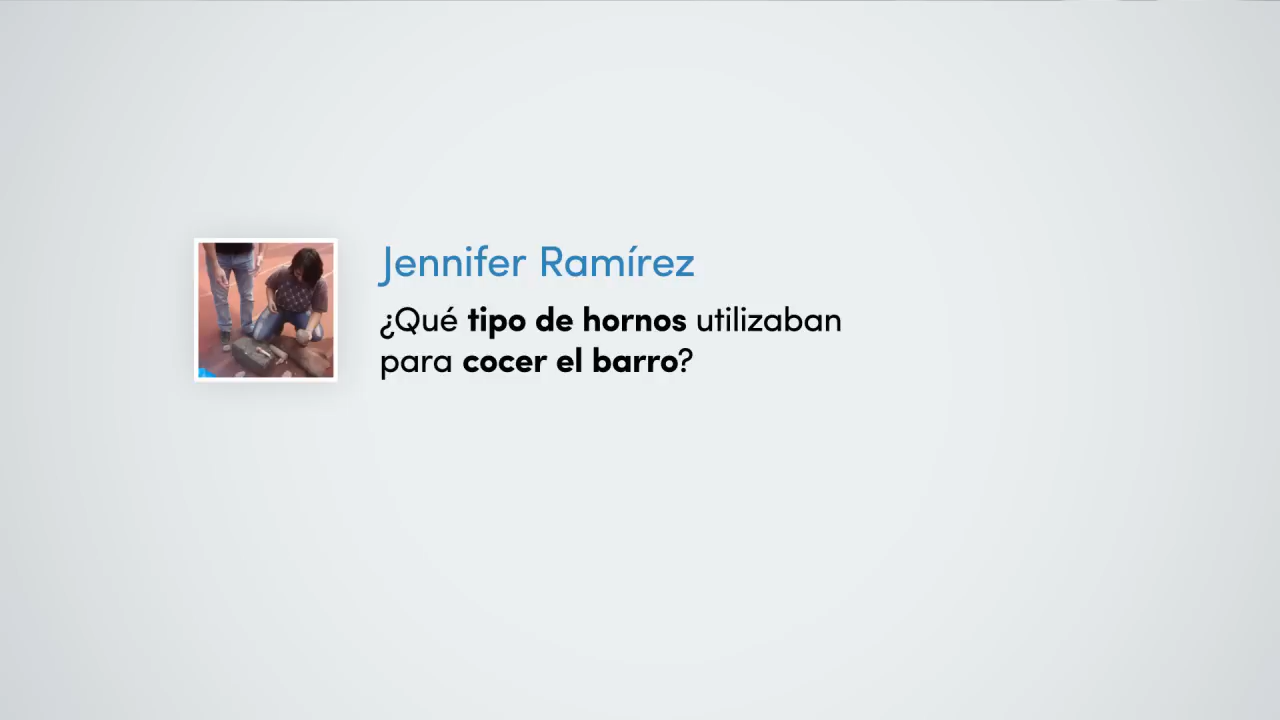 Jennifer Ramírez
¿Qué tipo de hornos utilizaban
para cocer el barro?